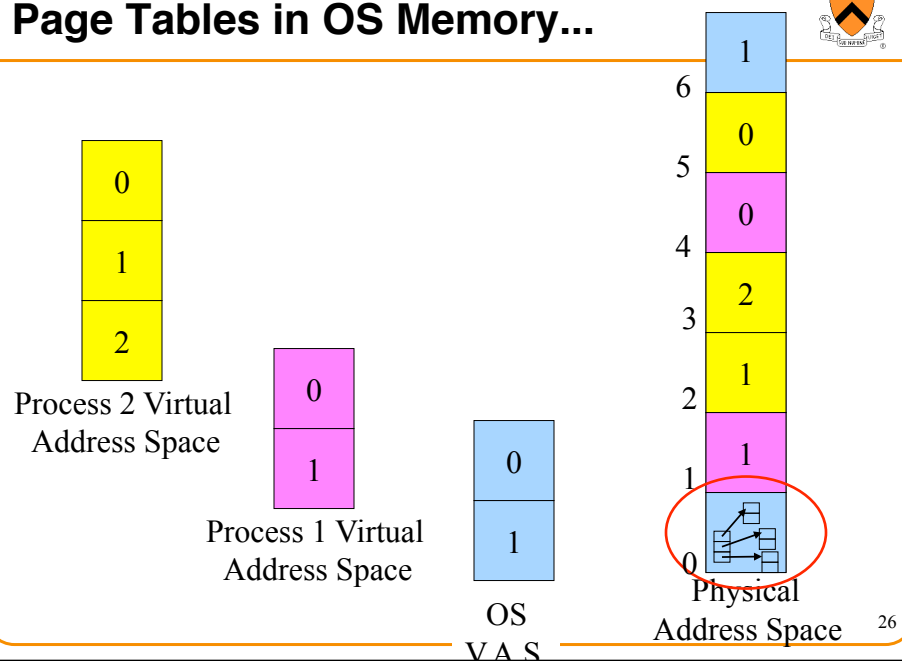 Page Tables in OS Memory...
0
1
2
Process 2 Virtual
Address Space
0
1
Process 1 Virtual
Address Space
0
1
OS
V.A.S.
1
6
0
5
0
4
2
3
1
2
1
1
0
Physical
Address Space
26